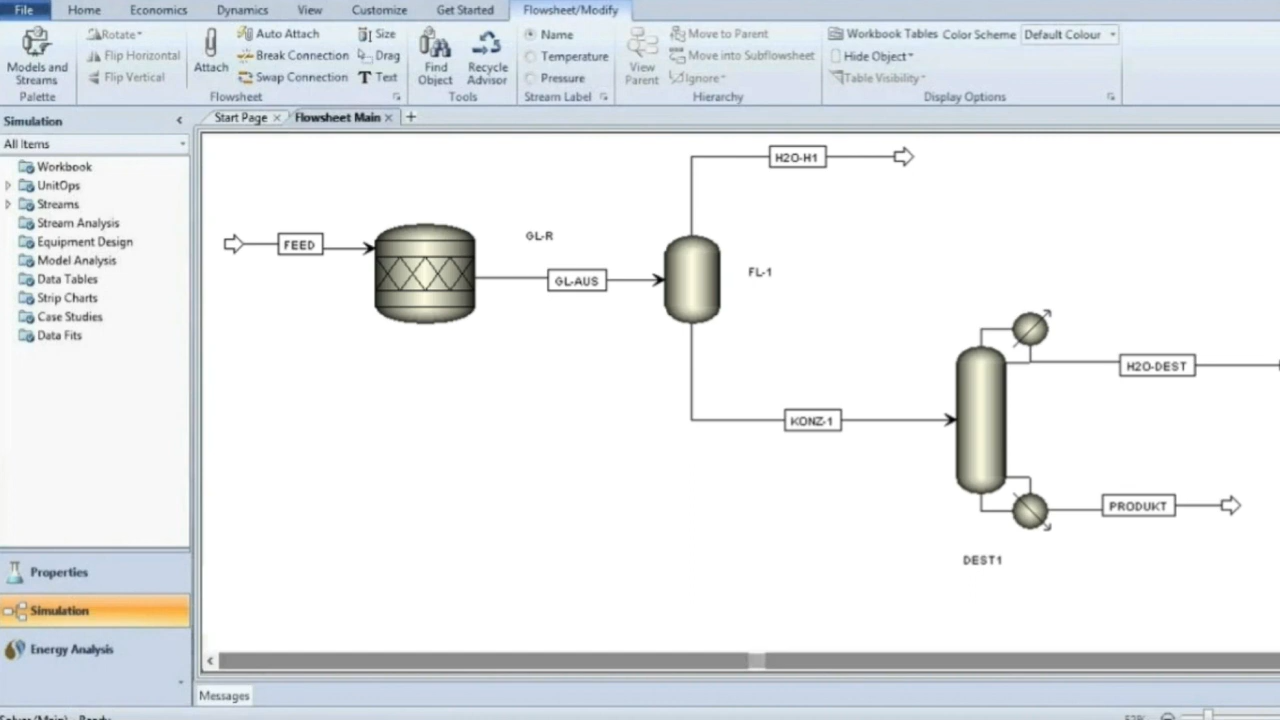 File Home Economics Dynamics View Customize Get Started Flowsheet/Modify
Rotate Auto Attach Size Name Move to Parent Workbook Tables Color Scheme Default Colour
Flip Horizontal Break Connection Drag Temperature Move into Subflowsheet Hide Object
Models and Streams Attach Find Object Recycle Advisor View Parent
Flip Vertical Swap Connection Text Pressure Ignore Table Visibility
Palette Flowsheet Tools Stream Label Hierarchy Display Options
Simulation
Start Page Flowsheet Main +
All Items
Workbook
UnitOps
Streams
Stream Analysis
Equipment Design
Model Analysis
Data Tables
Strip Charts
Case Studies
Data Fits
Properties
Simulation
Energy Analysis
H2O-H1
FEED
GL-R
GL-AUS
FL-1
H2O-DEST
KONZ-1
PRODUKT
DEST1
Messages